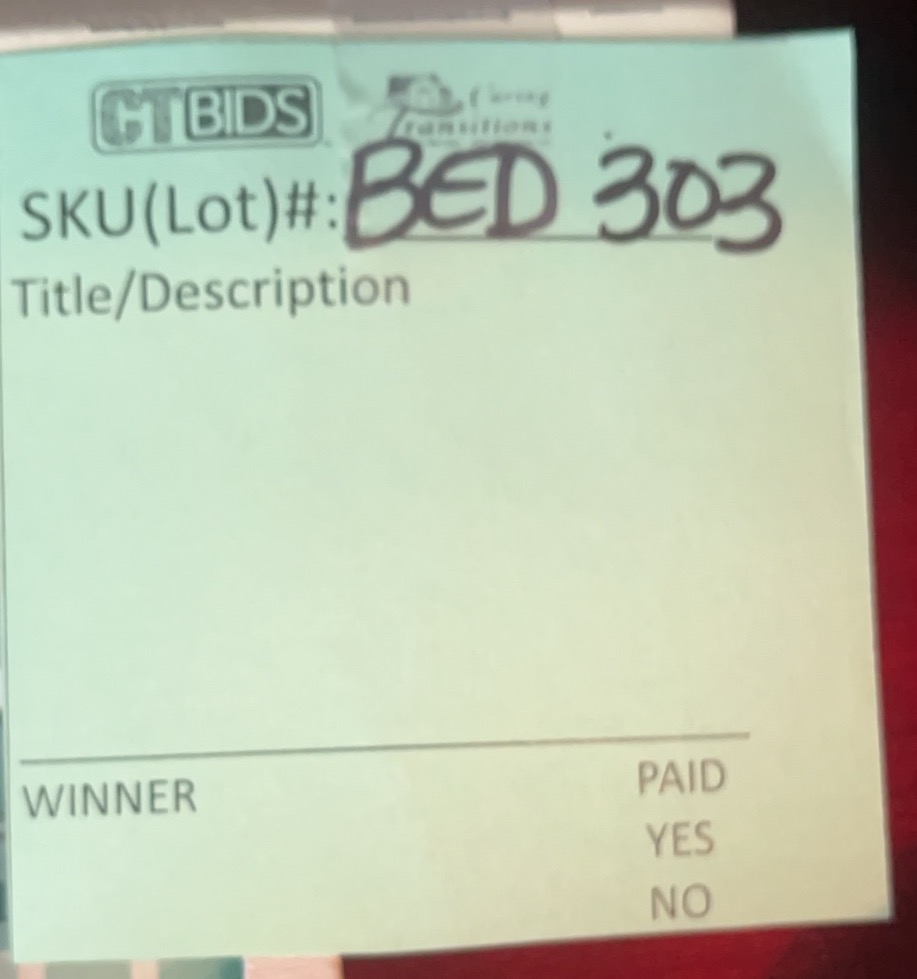 CTBIDS Caring
Transitions
SKU(Lot)#: BED 303
Title/Description
WINNER PAID
YES
NO